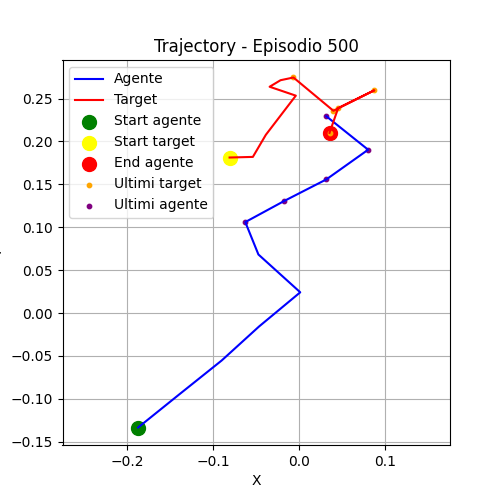 Trajectory - Episodio 500
Agente
Target
Start agente
Start target
End agente
Ultimi target
Ultimi agente
0.25
0.20
0.15
0.10
0.05
0.00
−0.05
−0.10
−0.15
−0.2
−0.1
0.0
0.1
X